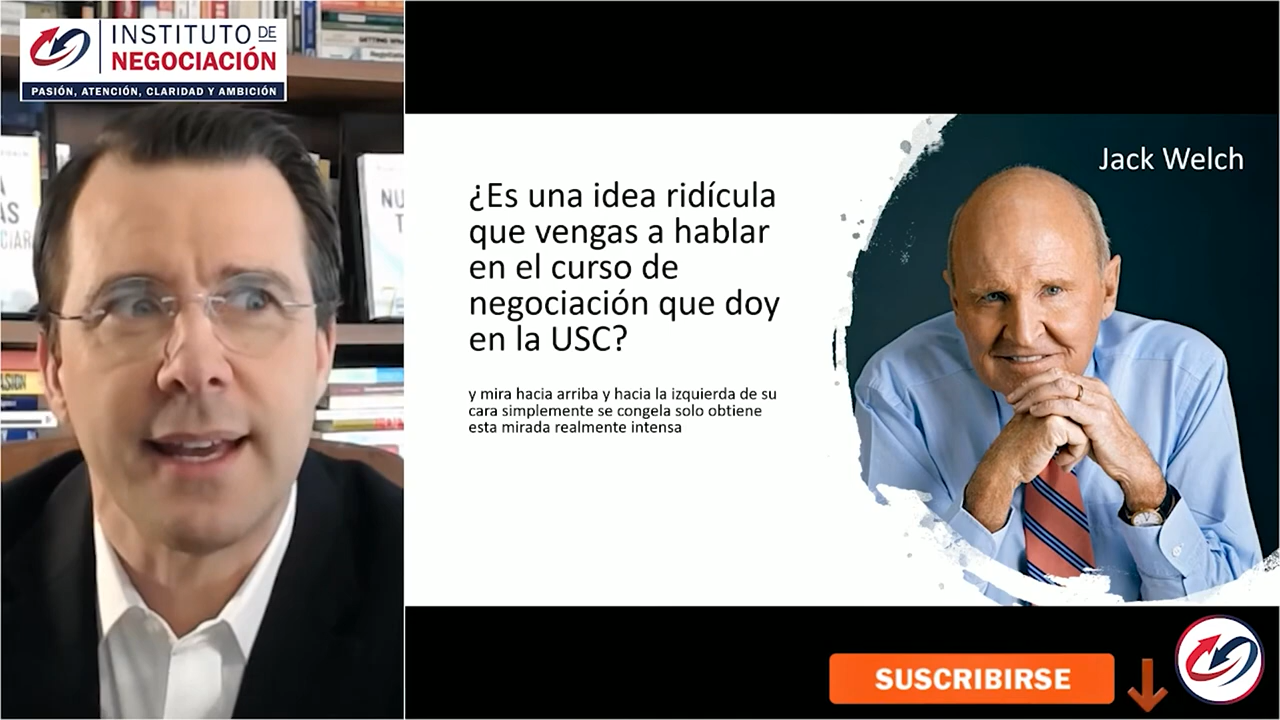 INSTITUTO DE
NEGOCIACIÓN
PASIÓN, ATENCIÓN, CLARIDAD Y AMBICIÓN
NU
T
Jack Welch
¿Es una idea ridícula
que vengas a hablar
en el curso de
negociación que doy
en la USC?
y mira hacia arriba y hacia la izquierda de su
cara simplemente se congela solo obtiene
esta mirada realmente intensa
SUSCRIBIRSE